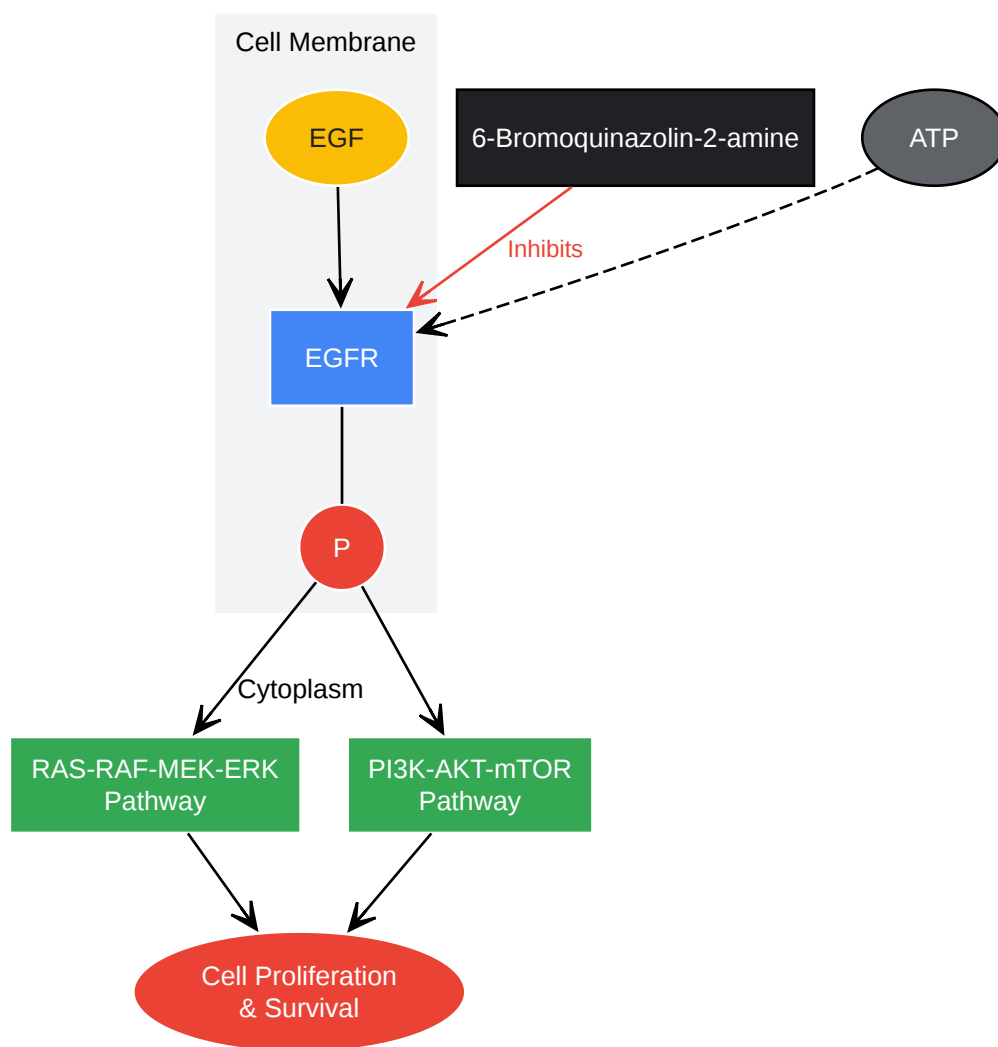 Cell Membrane
EGF
6-Bromoquinazolin-2-amine
ATP
Inhibits
EGFR
P
Cytoplasm
RAS-RAF-MEK-ERK
Pathway
PI3K-AKT-mTOR
Pathway
Cell Proliferation
& Survival